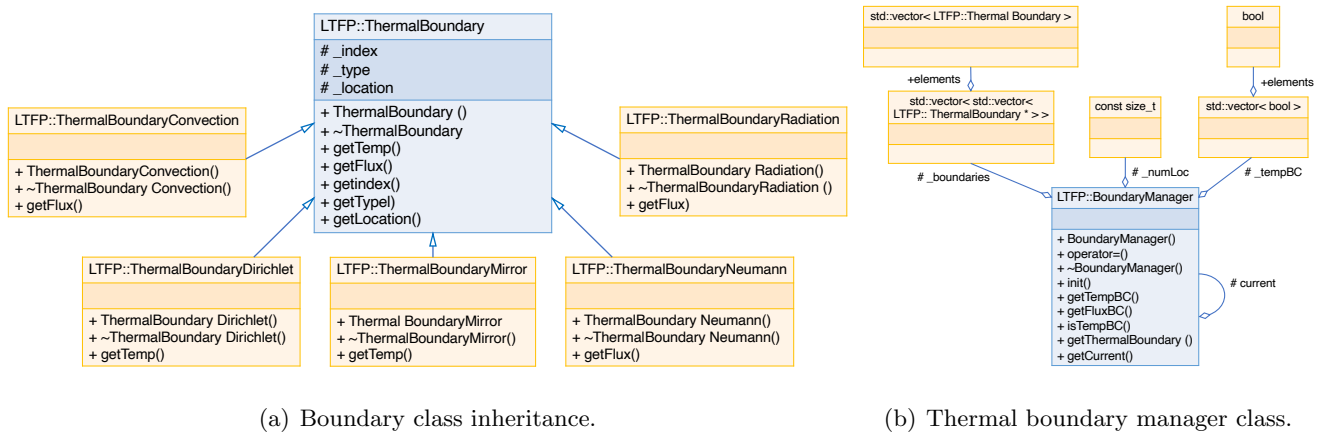 LTFP::ThermalBoundary
# _index
# _type
# _location
+ ThermalBoundary ()
+ ~ThermalBoundary
+ getTemp()
+ getFlux()
+ getindex()
+ getTypel)
+ getLocation()
LTFP::ThermalBoundaryConvection
+ ThermalBoundaryConvection()
+ ~ThermalBoundary Convection()
+ getFlux()
LTFP::ThermalBoundaryRadiation
+ ThermalBoundary Radiation()
+ ~ThermalBoundaryRadiation ()
+ getFlux)
LTFP::ThermalBoundaryDirichlet
+ ThermalBoundary Dirichlet()
+ ~ThermalBoundary Dirichlet()
+ getTemp()
LTFP::ThermalBoundaryMirror
+ Thermal BoundaryMirror
+ ~ThermalBoundaryMirror()
+ getTemp()
LTFP::ThermalBoundaryNeumann
+ ThermalBoundary Neumann()
+ ~ThermalBoundary Neumann()
+ getFlux()
(a) Boundary class inheritance.
std::vector< LTFP::Thermal Boundary >
bool
+elements
+elements
std::vector< std::vector<
LTFP:: ThermalBoundary * > >
const size_t
std::vector< bool >
# _boundaries
# _numLoc
# _tempBC
LTFP::BoundaryManager
+ BoundaryManager()
+ operator=()
+ ~BoundaryManager()
+ init()
+ getTempBC()
+ getFluxBC()
+ isTempBC()
+ getThermalBoundary ()
+ getCurrent()
# current
(b) Thermal boundary manager class.